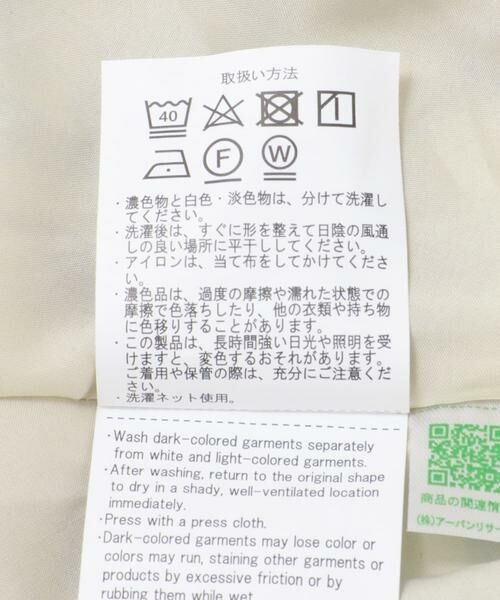 取扱い方法
40
F W
・濃色物と白色・淡色物は、分けて洗濯し
てください。
・洗濯後は、すぐに形を整えて日陰の風通
しの良い場所に平干ししてください。
・アイロンは、当て布をしてかけてくださ
い。
・濃色品は、過度の摩擦や濡れた状態での
摩擦で色落ちしたり、他の衣類や持ち物
に色移りすることがあります。
・この製品は、長時間強い日光や照明を受
けますと、変色するおそれがあります。
ご着用や保管の際は、充分にご注意くだ
さい。
・洗濯ネット使用。
・Wash dark-colored garments separately
from white and light-colored garments.
・After washing, return to the original shape
to dry in a shady, well-ventilated location
immediately.
・Press with a press cloth.
・Dark-colored garments may lose color or
colors may run, staining other garments or
products by excessive friction or by
rubbing them while wet.
商品の関連情
(株)アーバンリサー